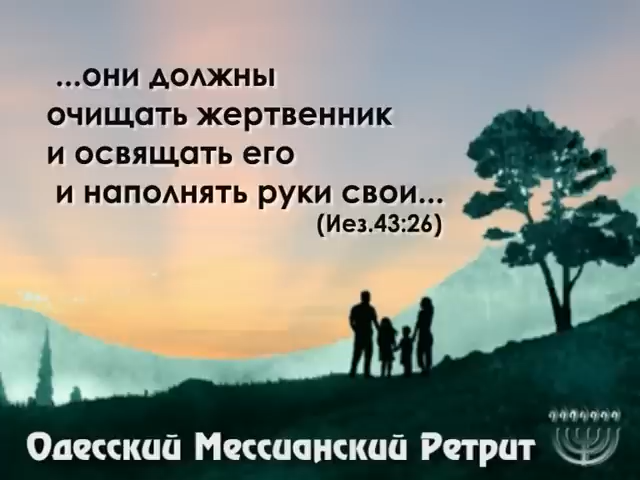 ...они должны
очищать жертвенник
и освящать его
и наполнять руки свои...
(Иез.43:26)
Одесский Мессианский Ретрит